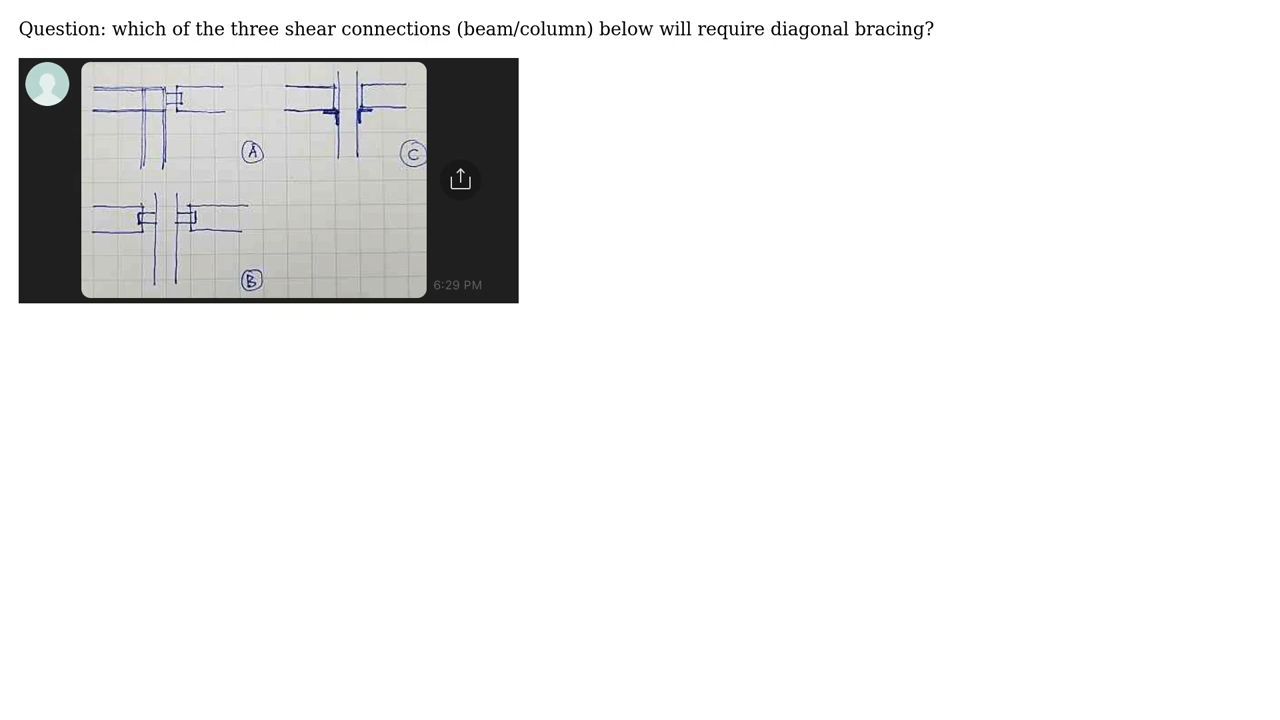 Question: which of the three shear connections (beam/column) below will require diagonal bracing?
A
C
B
6:29 PM